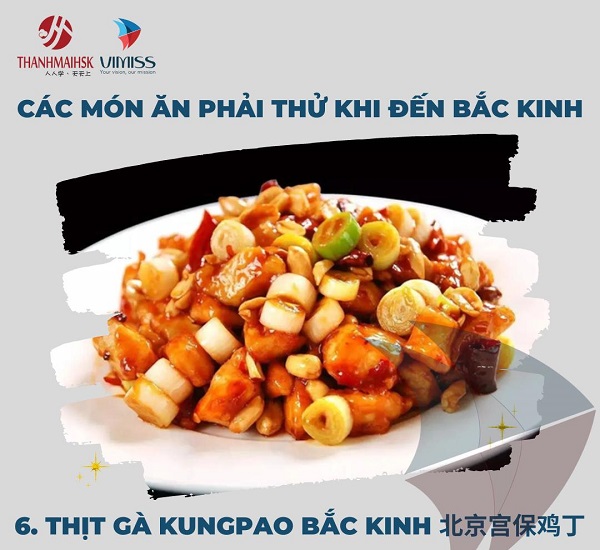 THANHMAIHSK
人人学·天天上
VIMISS
Your vision, our mission
CÁC MÓN ĂN PHẢI THỬ KHI ĐẾN BẮC KINH
6. THỊT GÀ KUNGPAO BẮC KINH 北京宫保鸡丁